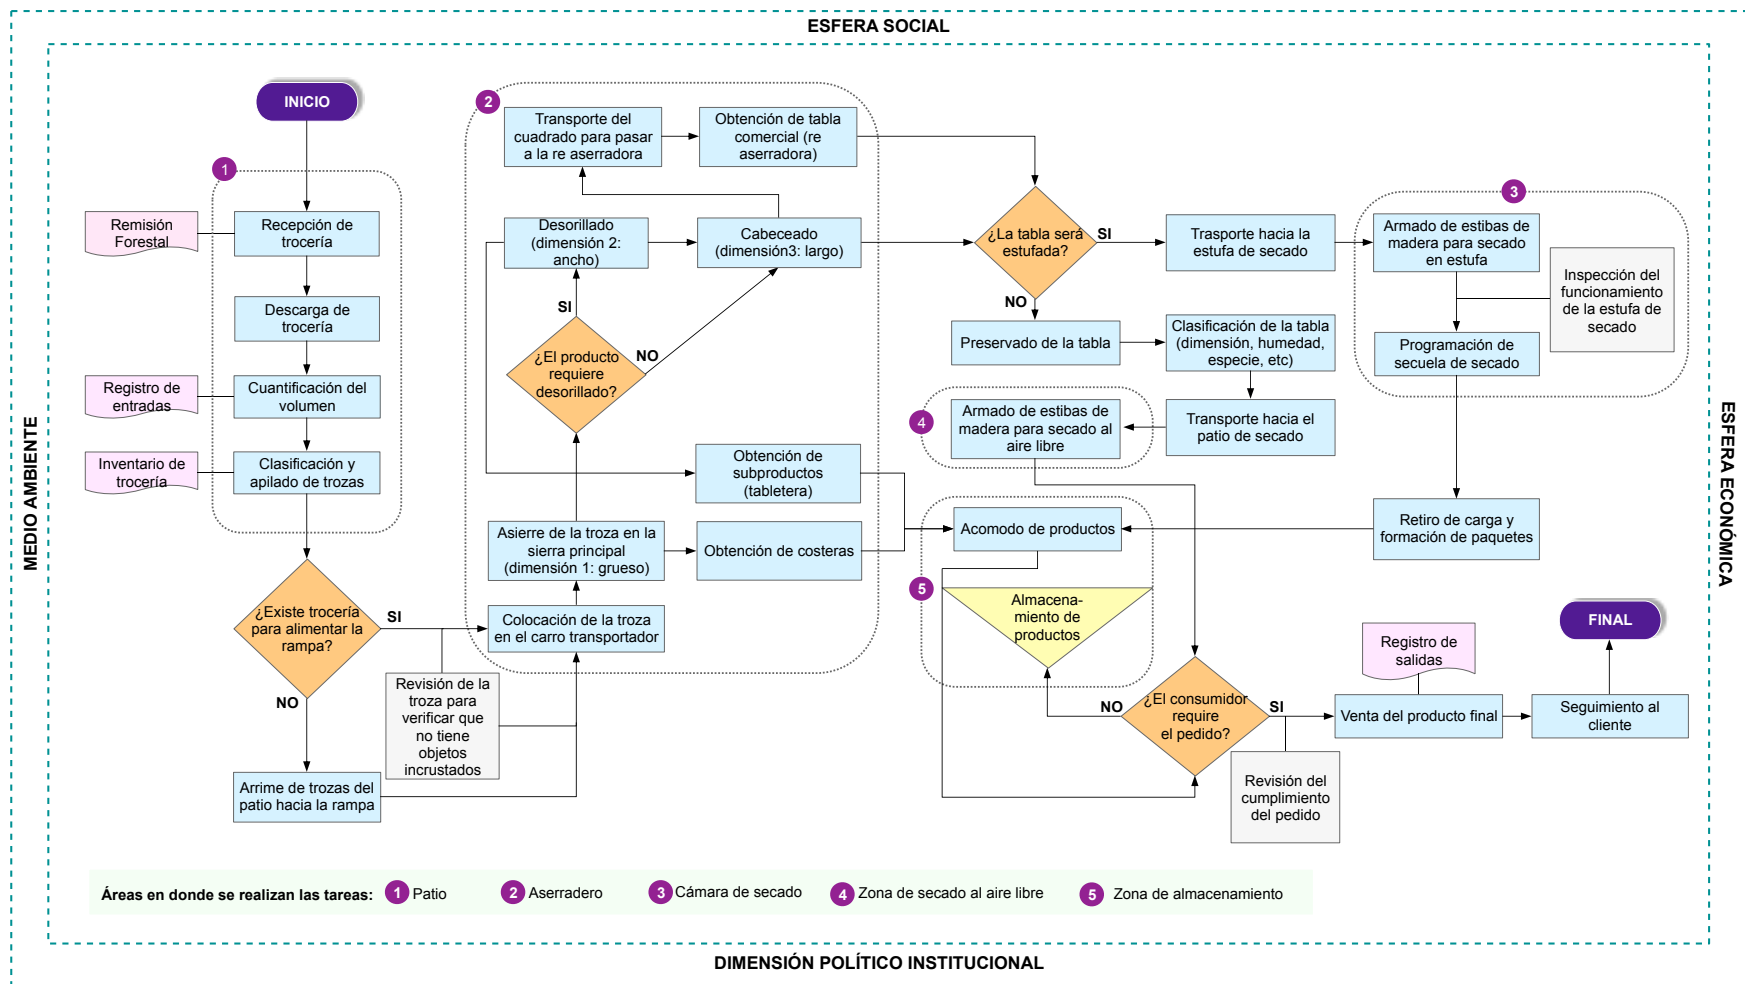 ESFERA SOCIAL
MEDIO AMBIENTE
ESFERA ECONÓMICA
DIMENSIÓN POLÍTICO INSTITUCIONAL
INICIO
1
Remisión
Forestal
Recepción de
trocería
Descarga de
trocería
Registro de
entradas
Cuantificación del
volumen
Inventario de
trocería
Clasificación y
apilado de trozas
¿Existe trocería
para alimentar la
rampa?
SI
NO
Revisión de la
troza para
verificar que
no tiene
objetos
incrustados
Arrime de trozas del
patio hacia la rampa
2
Transporte del
cuadrado para pasar
a la re aserradora
Obtención de tabla
comercial (re
aserradora)
Desorillado
(dimensión 2:
ancho)
Cabeceado
(dimensión3: largo)
SI
NO
¿El producto
requiere
desorillado?
Obtención de
subproductos
(tabletera)
Asierre de la troza en la
sierra principal
(dimensión 1: grueso)
Obtención de costeras
Colocación de la troza
en el carro transportador
¿La tabla será
estufada?
SI
NO
Trasporte hacia la
estufa de secado
3
Armado de estibas de
madera para secado
en estufa
Inspección del
funcionamiento
de la estufa de
secado
Programación de
secuela de secado
Preservado de la tabla
Clasificación de la tabla
(dimensión, humedad,
especie, etc)
Transporte hacia el
patio de secado
4
Armado de estibas de
madera para secado al
aire libre
Retiro de carga y
formación de paquetes
Acomodo de productos
5
Almacena-
miento de
productos
¿El consumidor
require
el pedido?
NO
SI
Revisión del
cumplimiento
del pedido
Registro de
salidas
Venta del producto final
Seguimiento al
cliente
FINAL
Áreas en donde se realizan las tareas: 1 Patio 2 Aserradero 3 Cámara de secado 4 Zona de secado al aire libre 5 Zona de almacenamiento